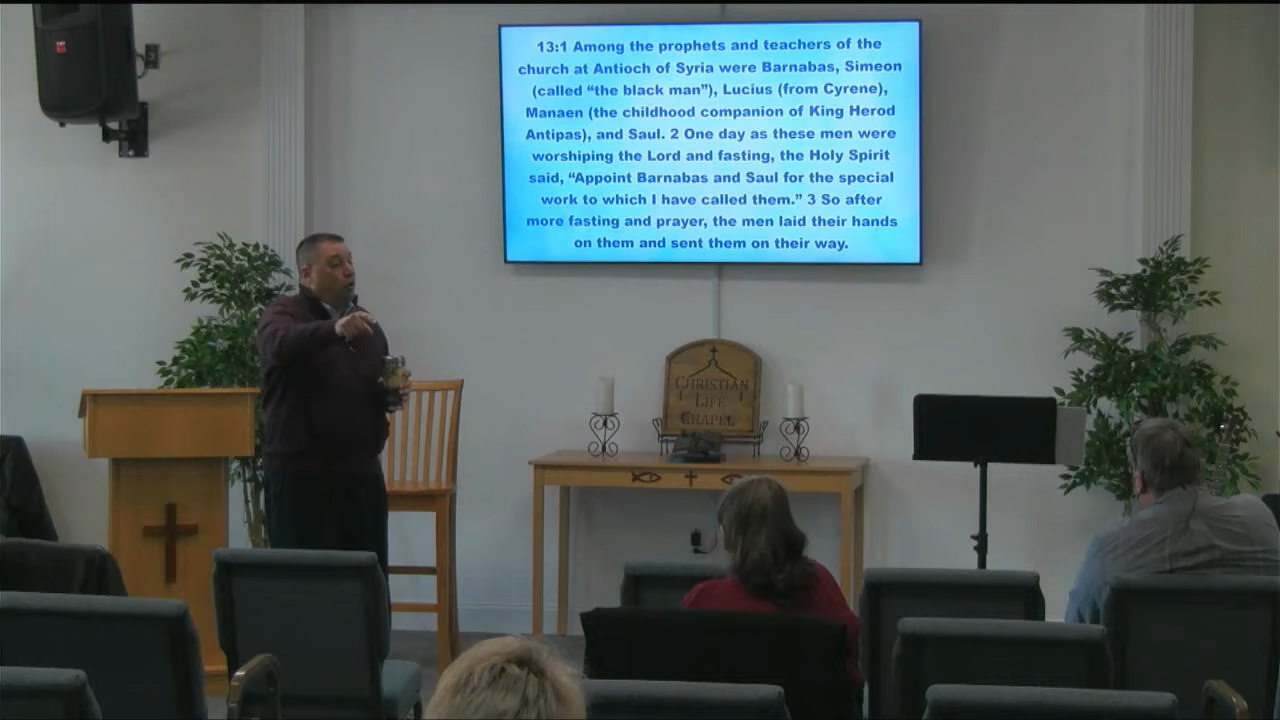 13:1 Among the prophets and teachers of the
church at Antioch of Syria were Barnabas, Simeon
(called “the black man”), Lucius (from Cyrene),
Manaen (the childhood companion of King Herod
Antipas), and Saul. 2 One day as these men were
worshiping the Lord and fasting, the Holy Spirit
said, “Appoint Barnabas and Saul for the special
work to which I have called them.” 3 So after
more fasting and prayer, the men laid their hands
on them and sent them on their way.
CHRISTIAN
LIFE
CHAPEL